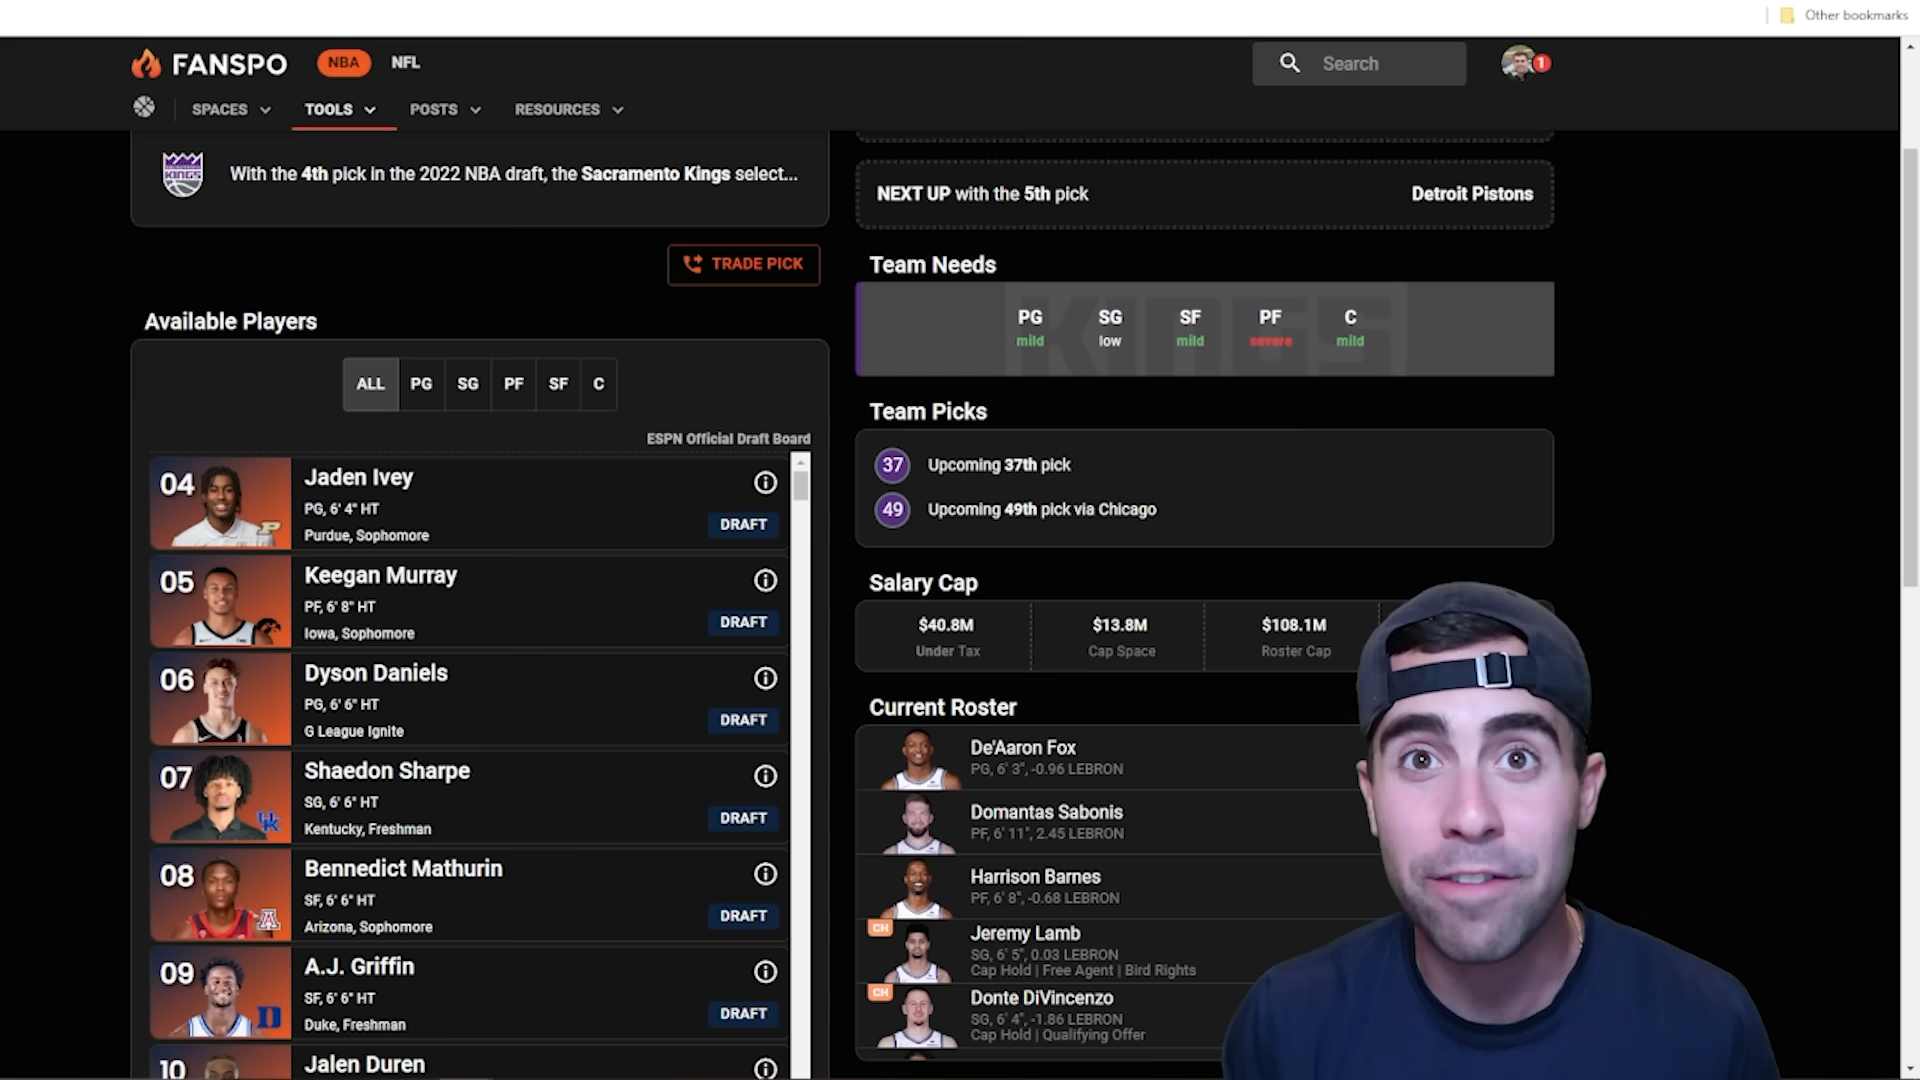 Other bookmarks
FANSPO
NBA
NFL
Search
1
SPACES
TOOLS
POSTS
RESOURCES
KINGS
With the 4th pick in the 2022 NBA draft, the Sacramento Kings select...
TRADE PICK
Available Players
ALL
PG
SG
PF
SF
C
ESPN Official Draft Board
04
Jaden Ivey
PG, 6' 4" HT
Purdue, Sophomore
DRAFT
05
Keegan Murray
PF, 6' 8" HT
Iowa, Sophomore
DRAFT
06
Dyson Daniels
PG, 6' 6" HT
G League Ignite
DRAFT
07
Shaedon Sharpe
SG, 6' 6" HT
Kentucky, Freshman
DRAFT
08
Bennedict Mathurin
SF, 6' 6" HT
Arizona, Sophomore
DRAFT
09
A.J. Griffin
SF, 6' 6" HT
Duke, Freshman
DRAFT
10
Jalen Duren
NEXT UP with the 5th pick
Detroit Pistons
Team Needs
KINGS
PG
SG
SF
PF
C
mild
low
mild
severe
mild
Team Picks
37
Upcoming 37th pick
49
Upcoming 49th pick via Chicago
Salary Cap
$40.8M
$13.8M
$108.1M
Under Tax
Cap Space
Roster Cap
Current Roster
De'Aaron Fox
PG, 6' 3", -0.96 LEBRON
Domantas Sabonis
PF, 6' 11", 2.45 LEBRON
Harrison Barnes
PF, 6' 8", -0.68 LEBRON
CH
Jeremy Lamb
SG, 6' 5", 0.03 LEBRON
Cap Hold | Free Agent | Bird Rights
CH
Donte DiVincenzo
SG, 6' 4", -1.86 LEBRON
Cap Hold | Qualifying Offer